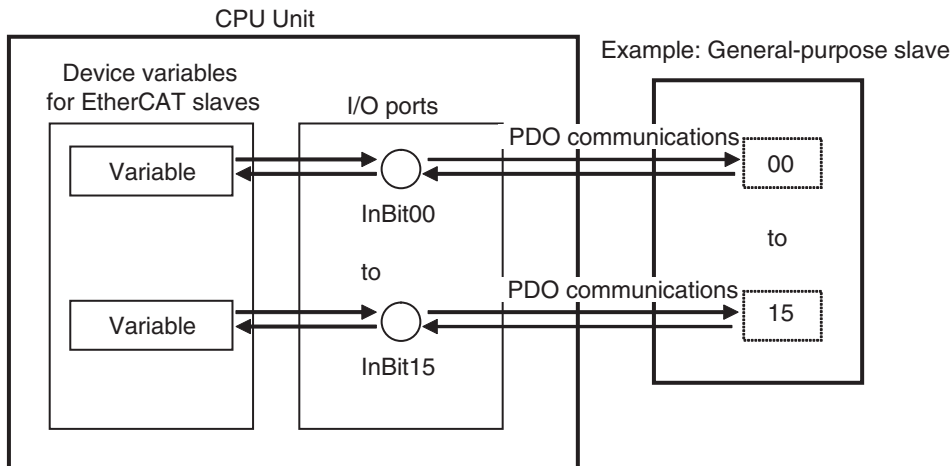 CPU Unit
Example: General-purpose slave
Device variables
for EtherCAT slaves
I/O ports
PDO communications
Variable
00
InBit00
to
to
PDO communications
Variable
15
InBit15